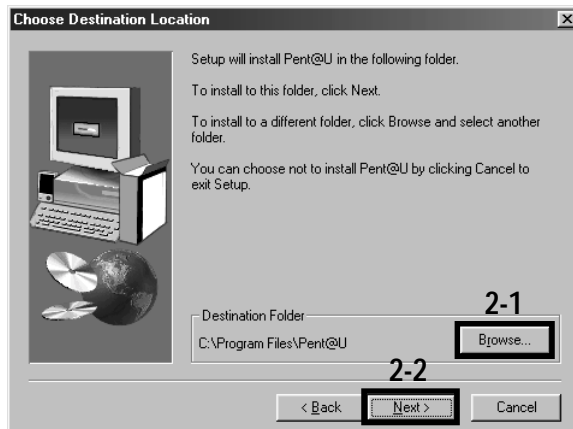 Choose Destination Location
Setup will install Pent@U in the following folder.
To install to this folder, click Next.
To install to a different folder, click Browse and select another
folder.
You can choose not to install Pent@U by clicking Cancel to
exit Setup.
Destination Folder
2-1
C:\Program Files\Pent@U
Browse...
2-2
< Back
Next >
Cancel